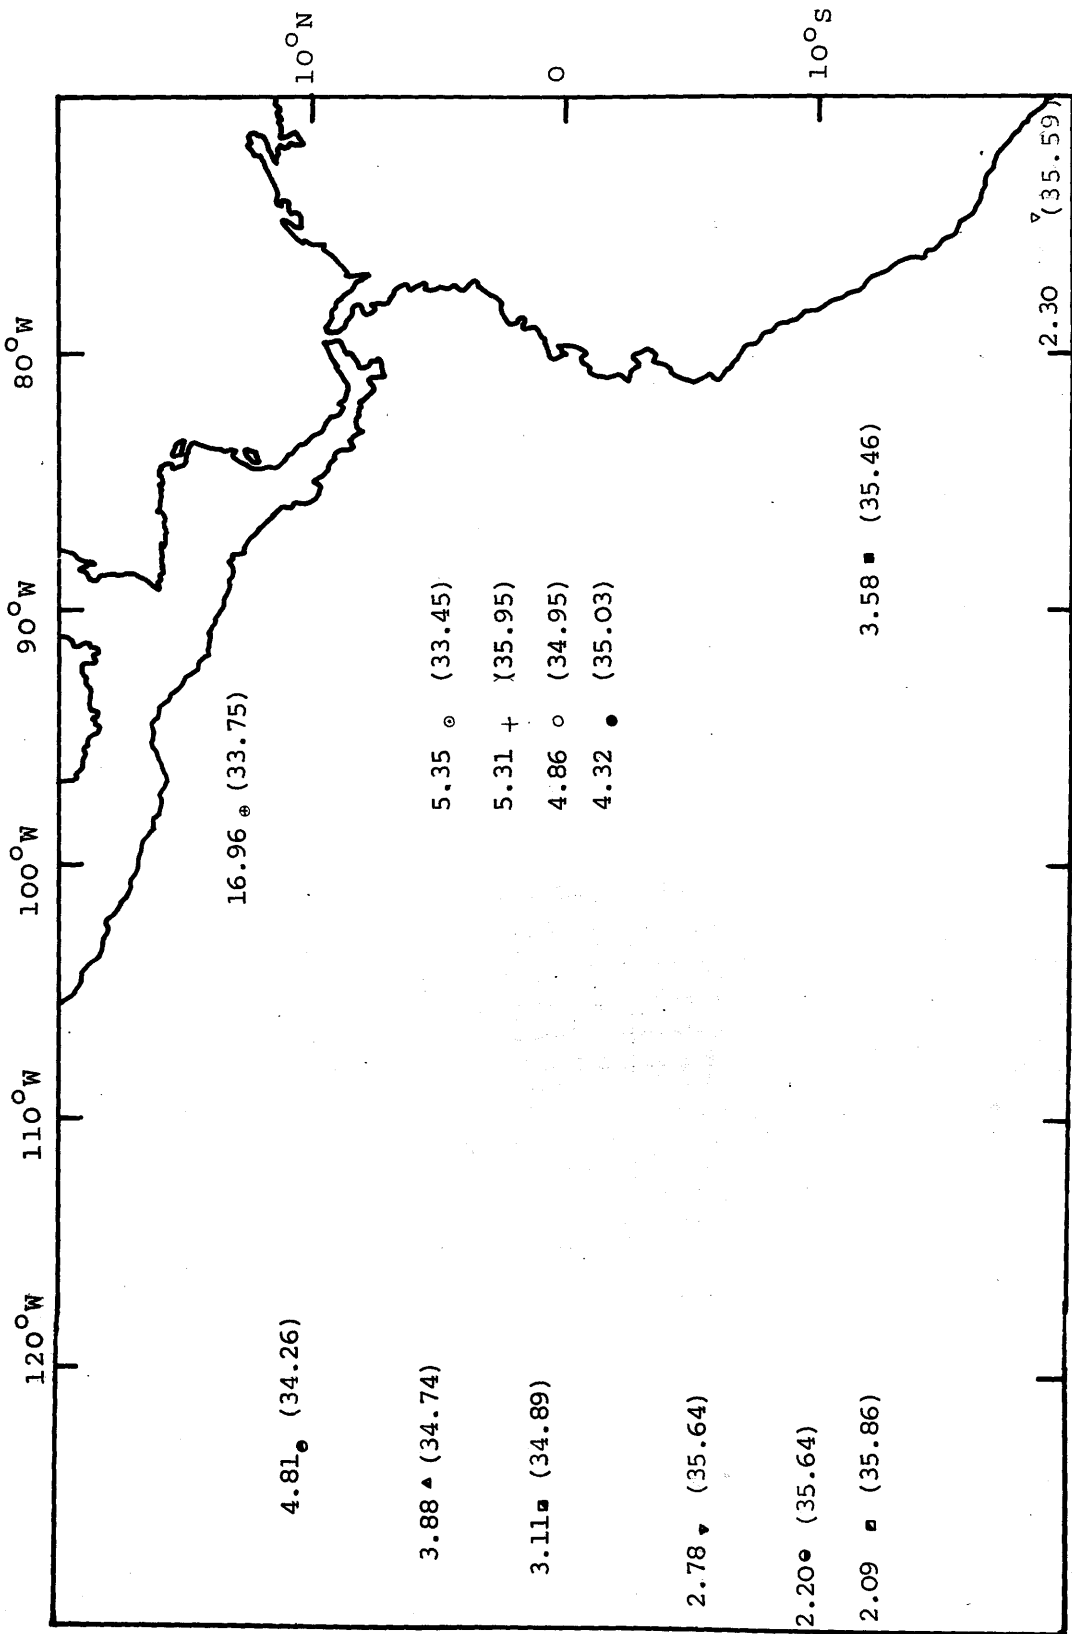 120°W
110°W
100°W
90°W
80°W
10°N
0
10°S
16.96 ⊕ (33.75)
4.81 (34.26)
3.88 ▲ (34.74)
3.11 (34.89)
2.78 ▼ (35.64)
2.20 (35.64)
2.09 (35.86)
5.35 ⊙ (33.45)
5.31 + (35.95)
4.86 ○ (34.95)
4.32 ● (35.03)
3.58 ■ (35.46)
2.30 ▽ (35.59)